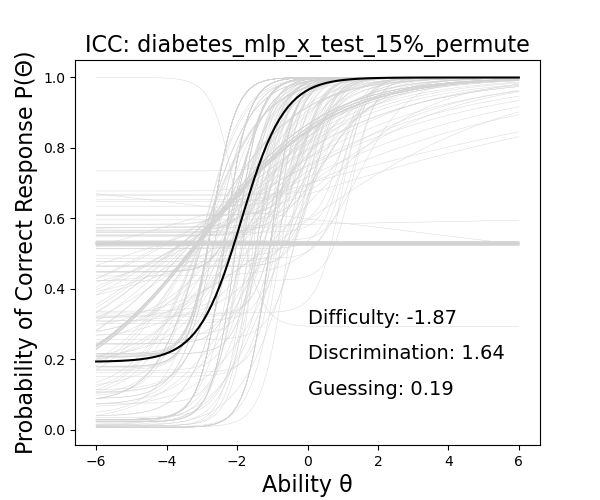 ICC: diabetes_mlp_x_test_15%_permute
Probability of Correct Response P(Θ)
1.0
0.8
0.6
0.4
0.2
0.0
Difficulty: -1.87
Discrimination: 1.64
Guessing: 0.19
−6 −4 −2 0 2 4 6
Ability θ